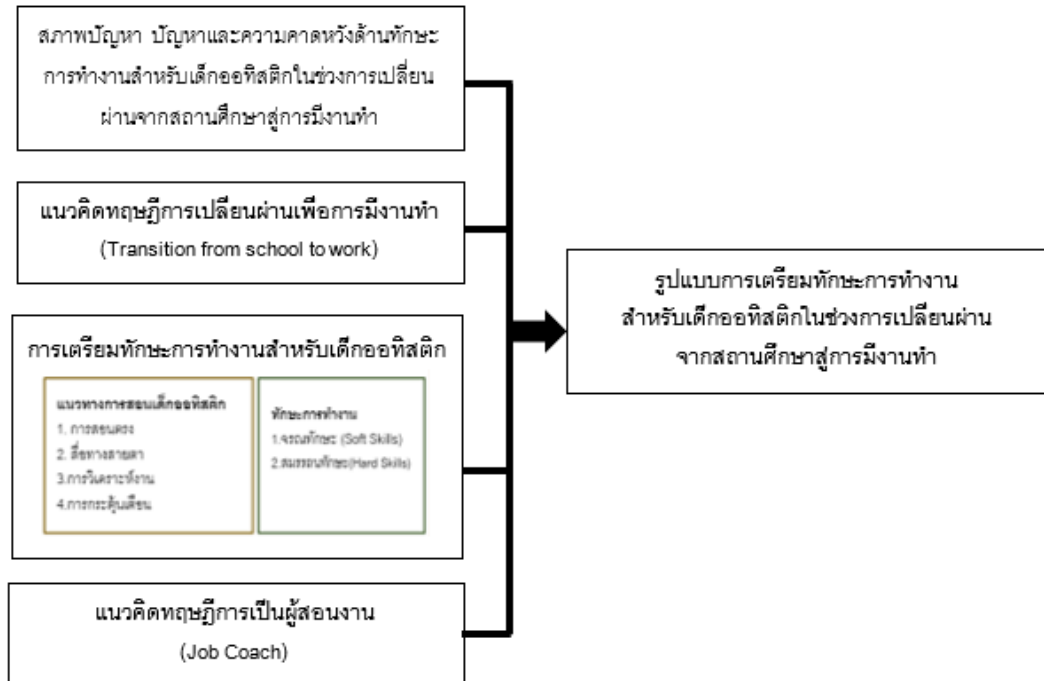 สภาพปัญหา ปัญหาและความคาดหวังด้านทักษะ
การทำงานสำหรับเด็กออทิสติกในช่วงการเปลี่ยน
ผ่านจากสถานศึกษาสู่การมีงานทำ
แนวคิดทฤษฎีการเปลี่ยนผ่านเพื่อการมีงานทำ
(Transition from school to work)
การเตรียมทักษะการทำงานสำหรับเด็กออทิสติก
แนวทางการสอนเด็กออทิสติก
1. การสอนตรง
2. สื่อทางสายตา
3.การวิเคราะห์งาน
4.การกระตุ้นเตือน
ทักษะการทำงาน
1.จรณทักษะ (Soft Skills)
2.สมรรถนทักษะ(Hard Skills)
แนวคิดทฤษฎีการเป็นผู้สอนงาน
(Job Coach)
รูปแบบการเตรียมทักษะการทำงาน
สำหรับเด็กออทิสติกในช่วงการเปลี่ยนผ่าน
จากสถานศึกษาสู่การมีงานทำ